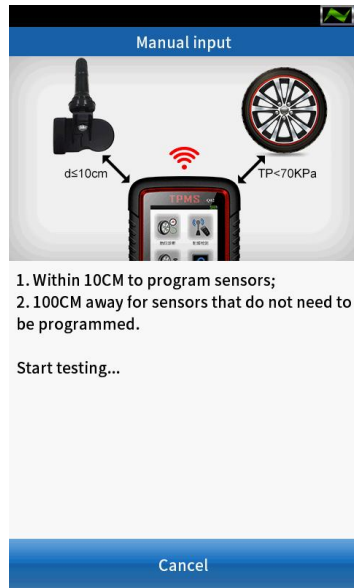 Manual input
d≤10cm
TP<70KPa
TPMS
1. Within 10CM to program sensors;
2. 100CM away for sensors that do not need to
be programmed.
Start testing...
Cancel